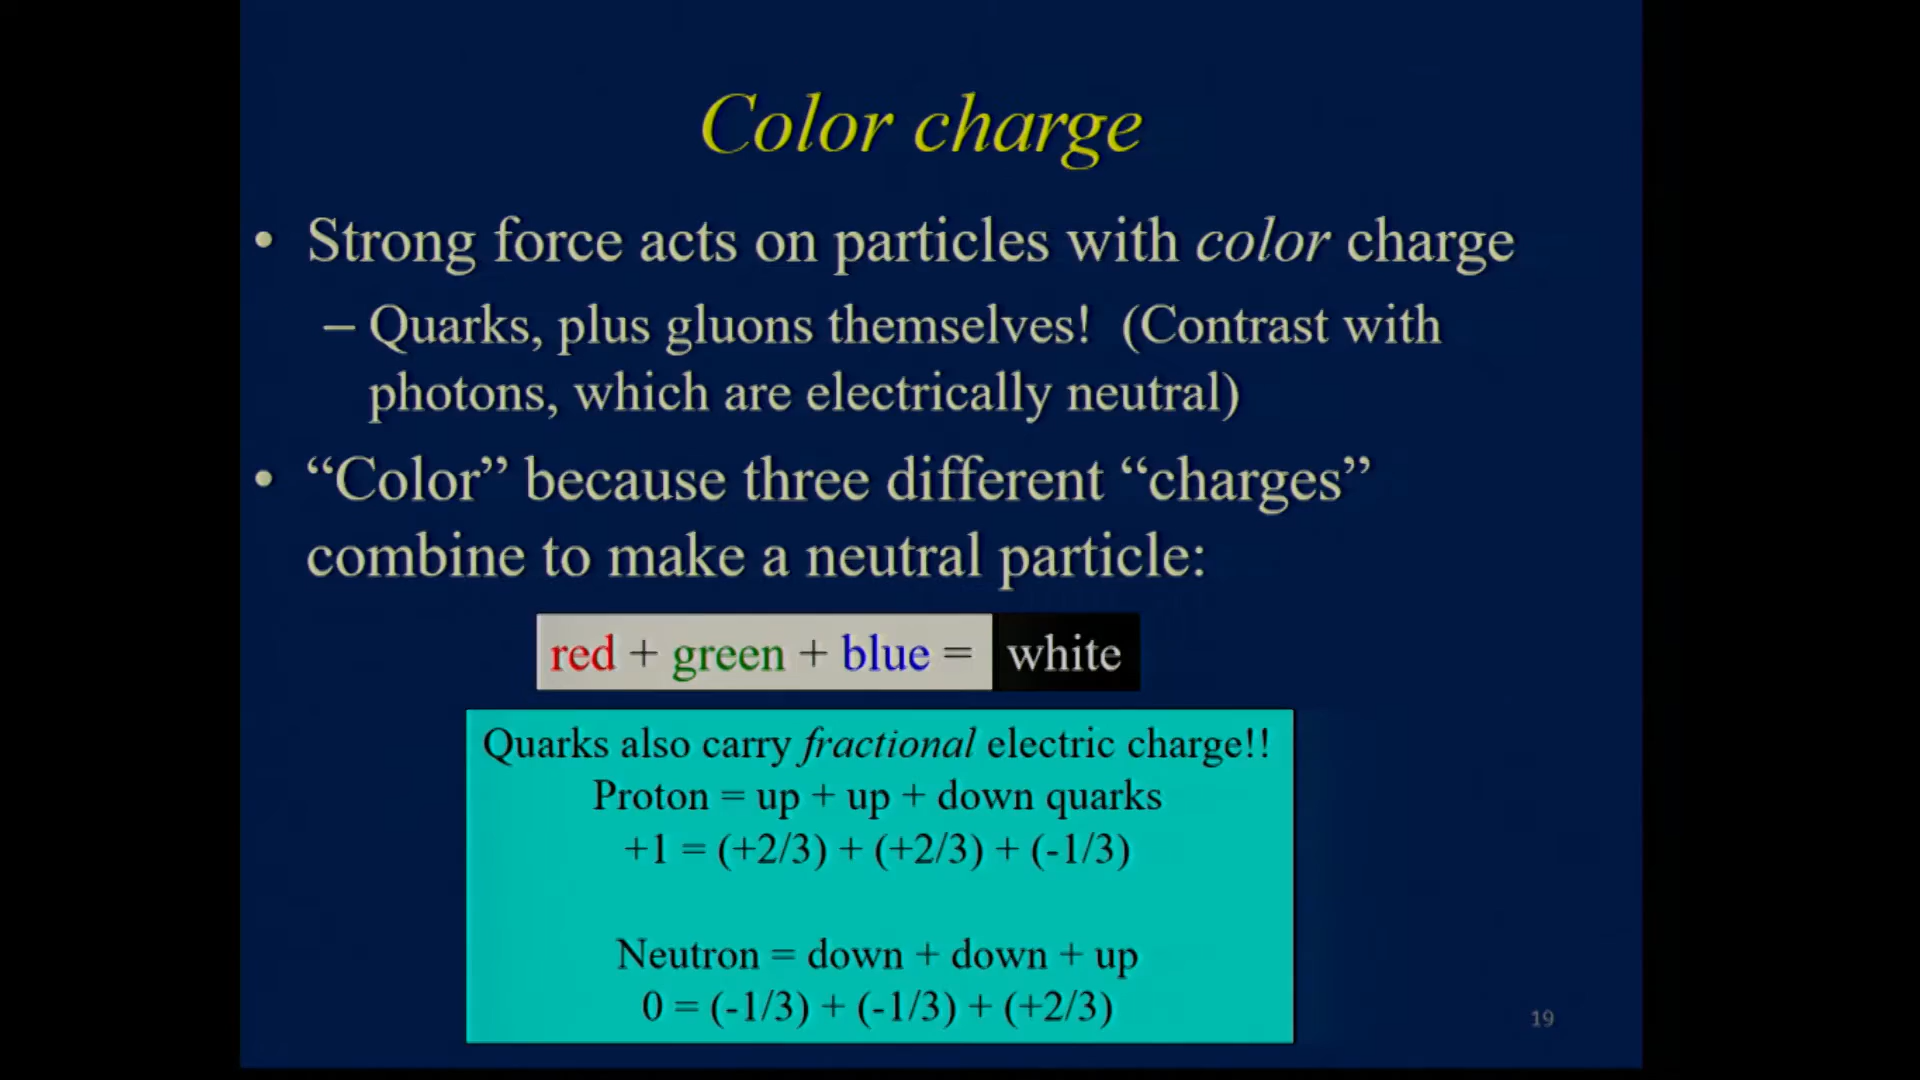 Color charge
• Strong force acts on particles with color charge
– Quarks, plus gluons themselves! (Contrast with
photons, which are electrically neutral)
• “Color” because three different “charges”
combine to make a neutral particle:
red + green + blue = white
Quarks also carry fractional electric charge!!
Proton = up + up + down quarks
+1 = (+2/3) + (+2/3) + (-1/3)
Neutron = down + down + up
0 = (-1/3) + (-1/3) + (+2/3)
19